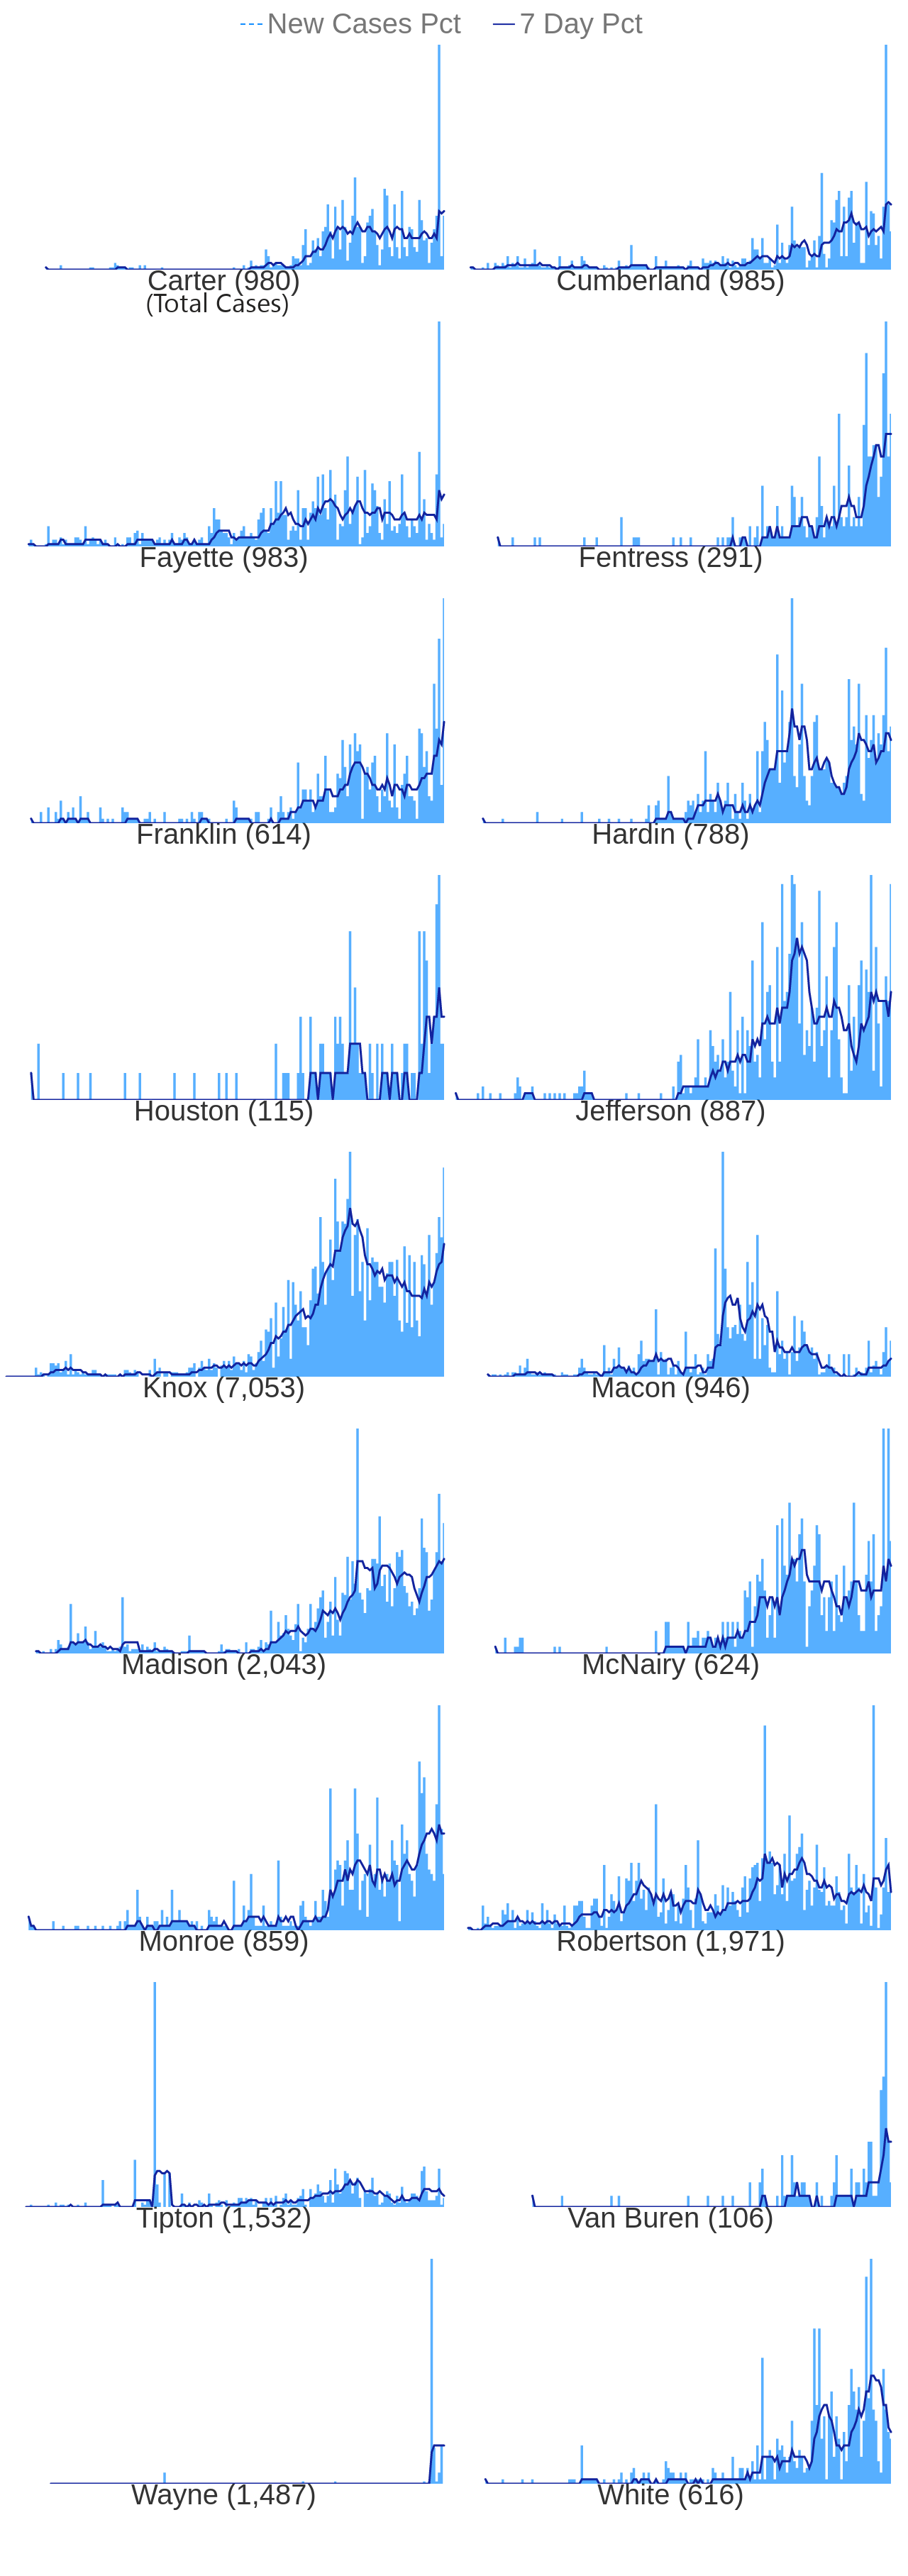 New Cases Pct 7 Day Pct
Carter (980) Cumberland (985)
(Total Cases)
Fayette (983) Fentress (291)
Franklin (614) Hardin (788)
Houston (115) Jefferson (887)
Knox (7,053) Macon (946)
Madison (2,043) McNairy (624)
Monroe (859) Robertson (1,971)
Tipton (1,532) Van Buren (106)
Wayne (1,487) White (616)